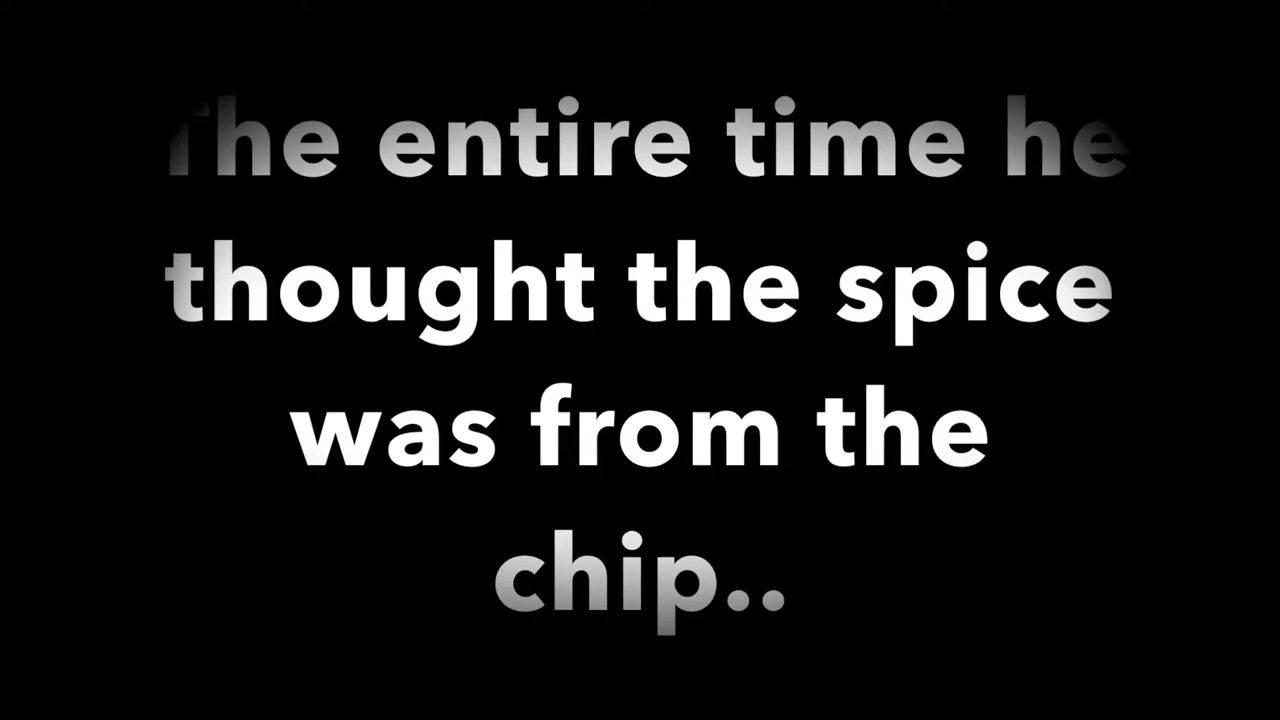 The entire time he
thought the spice
was from the
chip..